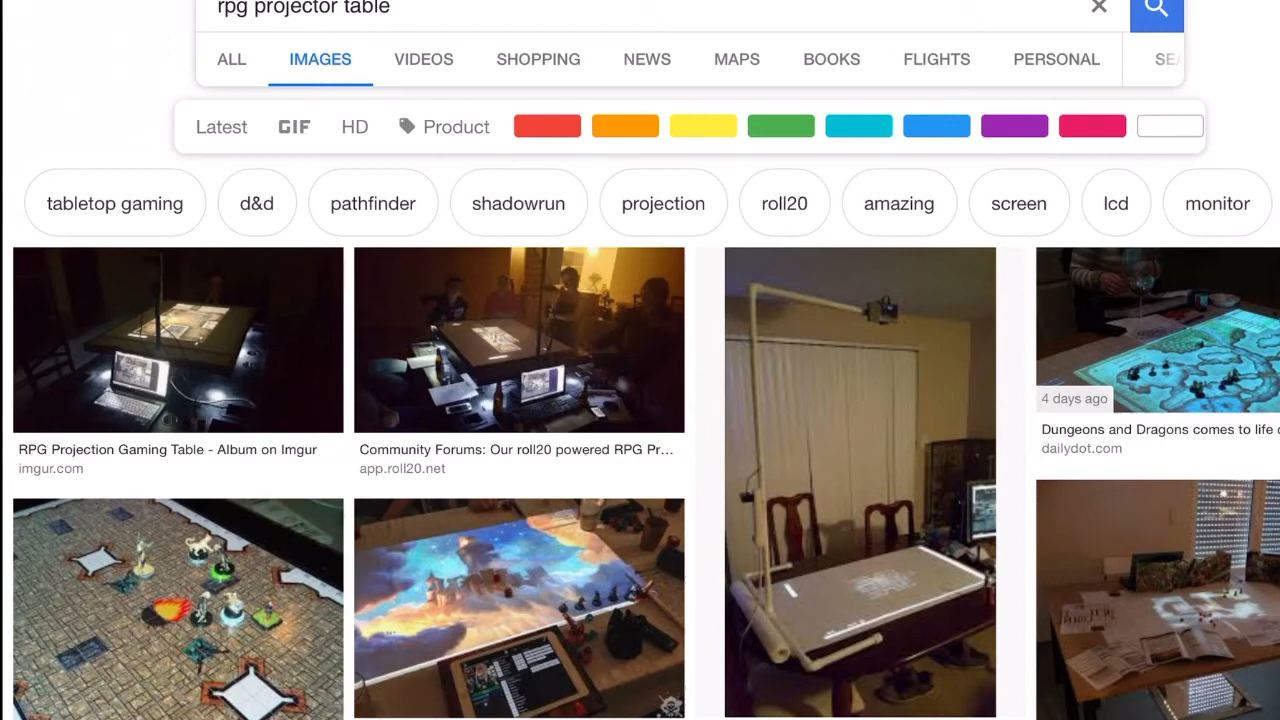 rpg projector table
ALL IMAGES VIDEOS SHOPPING NEWS MAPS BOOKS FLIGHTS PERSONAL SEA
Latest GIF HD Product
tabletop gaming d&d pathfinder shadowrun projection roll20 amazing screen lcd monitor
4 days ago
RPG Projection Gaming Table - Album on Imgur
imgur.com
Community Forums: Our roll20 powered RPG Pr...
app.roll20.net
Dungeons and Dragons comes to life
dailydot.com